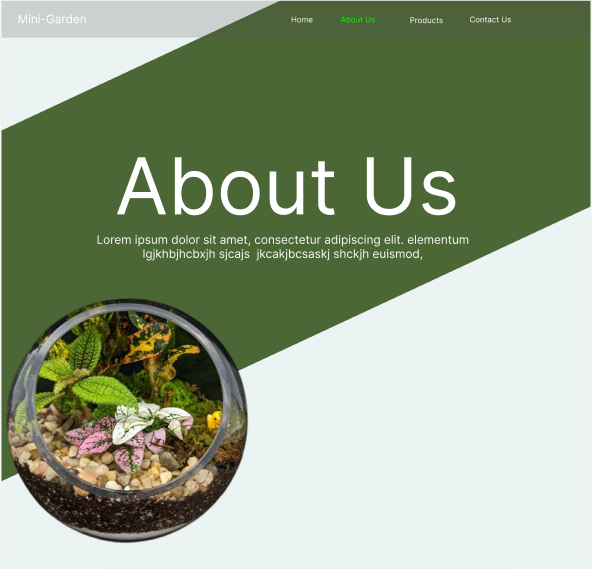 Mini-Garden
Home About Us Products Contact Us
About Us
Lorem ipsum dolor sit amet, consectetur adipiscing elit. elementum
lgjkhbjhcbxjh sjcajs jkcakjbcsaskj shckjh euismod,